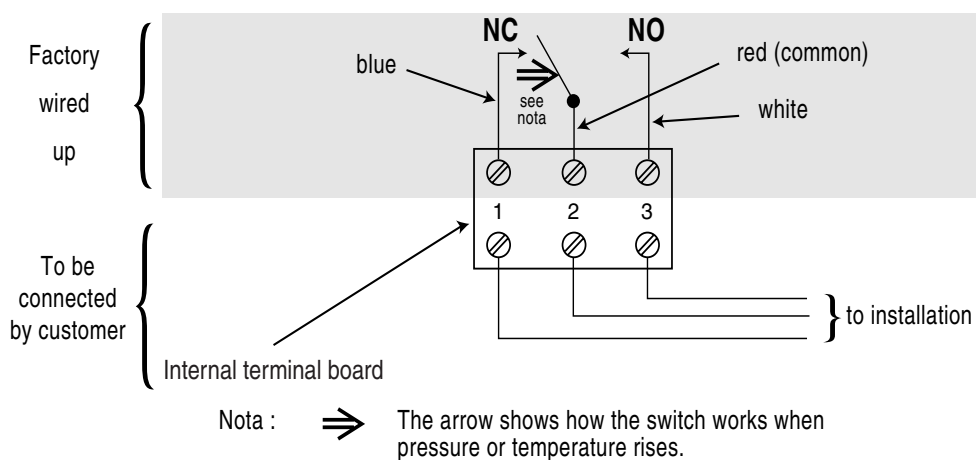 Factory
wired
up
NC
NO
blue
red (common)
see
nota
white
1 2 3
To be
connected
by customer
to installation
Internal terminal board
Nota : The arrow shows how the switch works when
pressure or temperature rises.